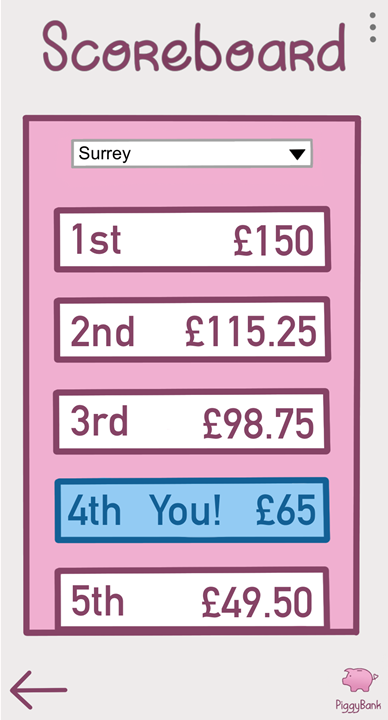 Scoreboard
Surrey
1st £150
2nd £115.25
3rd £98.75
4th You! £65
5th £49.50
PiggyBank